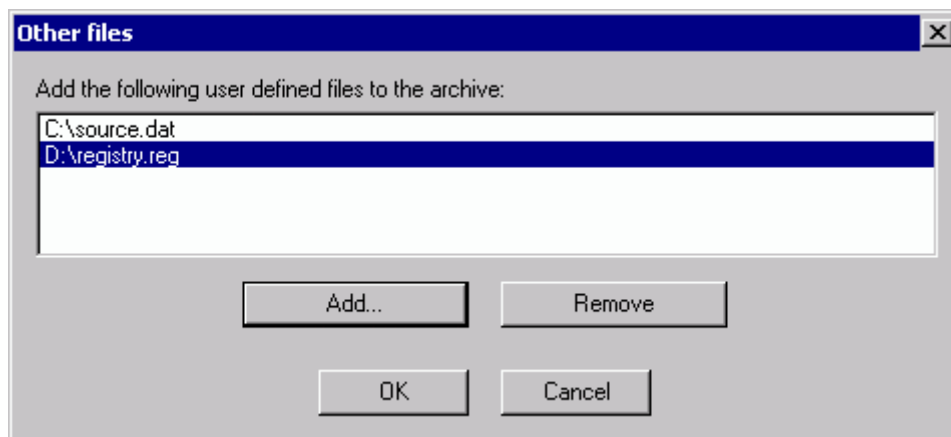 Other files
Add the following user defined files to the archive:
C:\source.dat
D:\registry.reg
Add... Remove
OK Cancel